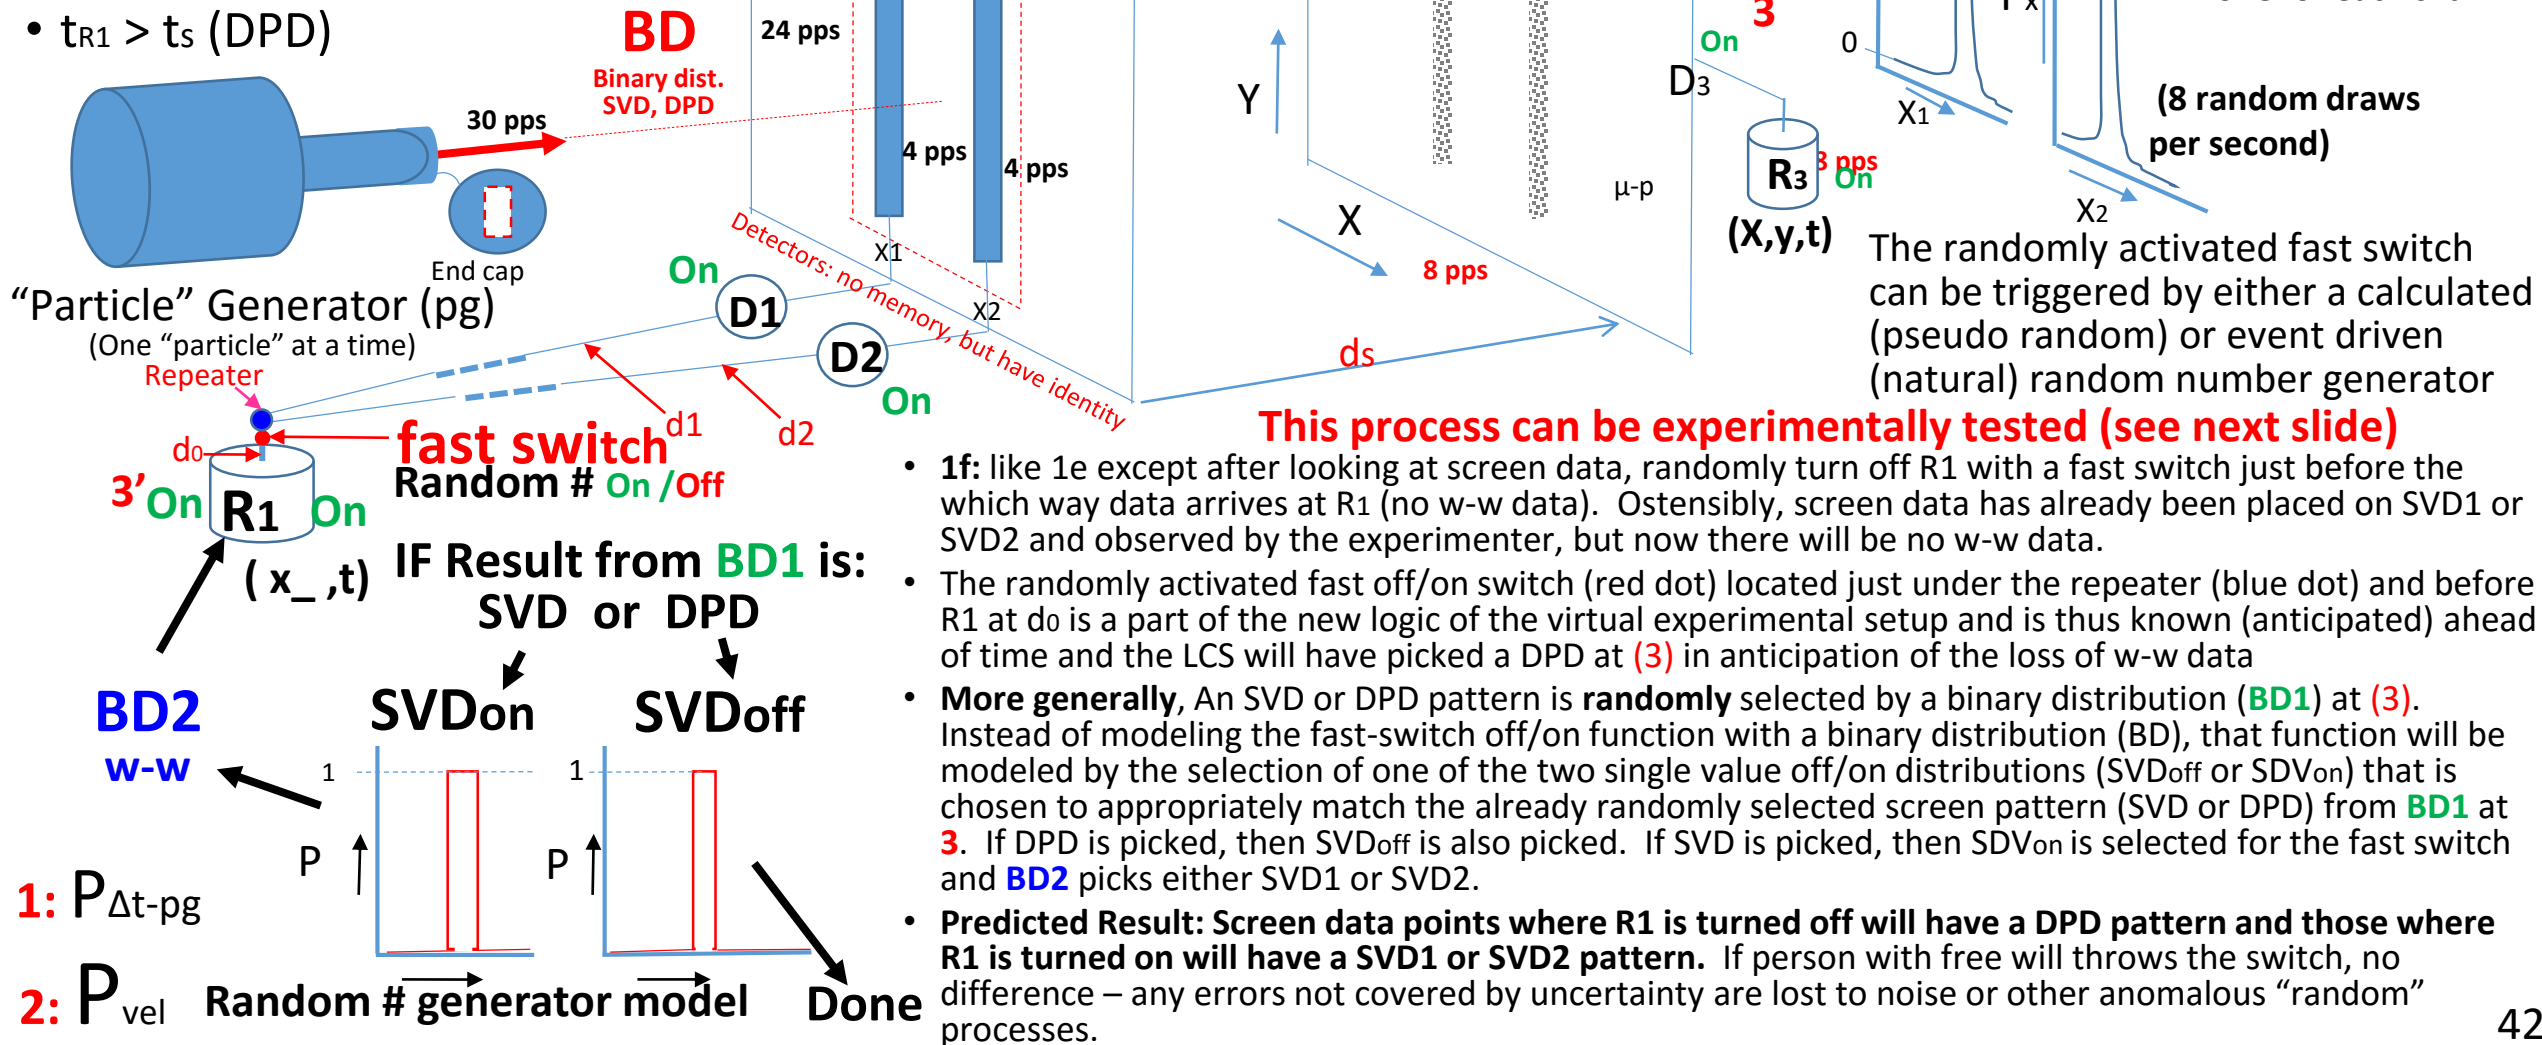 • tR1 > ts (DPD)
BD
Binary dist.
SVD, DPD
24 pps
30 pps
4 pps
4 pps
End cap
"Particle" Generator (pg)
(One "particle" at a time)
Repeater
X1
X2
Detectors: no memory, but have identity
On
D1
D2
On
d1
d2
d0
fast switch
Random # On /Off
3'
On
R1
On
( x_ ,t)
Y
X
8 pps
ds
µ-p
3
On
D3
R3
3 pps
On
(X,y,t)
0
X1
X2
(8 random draws
per second)
The randomly activated fast switch
can be triggered by either a calculated
(pseudo random) or event driven
(natural) random number generator
This process can be experimentally tested (see next slide)
IF Result from BD1 is:
SVD or DPD
BD2
w-w
SVDon
SVDoff
1
1
P
P
1: PΔt-pg
2: Pvel
Random # generator model
Done
• 1f: like 1e except after looking at screen data, randomly turn off R1 with a fast switch just before the
which way data arrives at R1 (no w-w data). Ostensibly, screen data has already been placed on SVD1 or
SVD2 and observed by the experimenter, but now there will be no w-w data.
• The randomly activated fast off/on switch (red dot) located just under the repeater (blue dot) and before
R1 at d0 is a part of the new logic of the virtual experimental setup and is thus known (anticipated) ahead
of time and the LCS will have picked a DPD at (3) in anticipation of the loss of w-w data
• More generally, An SVD or DPD pattern is randomly selected by a binary distribution (BD1) at (3).
Instead of modeling the fast-switch off/on function with a binary distribution (BD), that function will be
modeled by the selection of one of the two single value off/on distributions (SVDoff or SDVon) that is
chosen to appropriately match the already randomly selected screen pattern (SVD or DPD) from BD1 at
3. If DPD is picked, then SVDoff is also picked. If SVD is picked, then SDVon is selected for the fast switch
and BD2 picks either SVD1 or SVD2.
• Predicted Result: Screen data points where R1 is turned off will have a DPD pattern and those where
R1 is turned on will have a SVD1 or SVD2 pattern. If person with free will throws the switch, no
difference – any errors not covered by uncertainty are lost to noise or other anomalous "random"
processes.
42